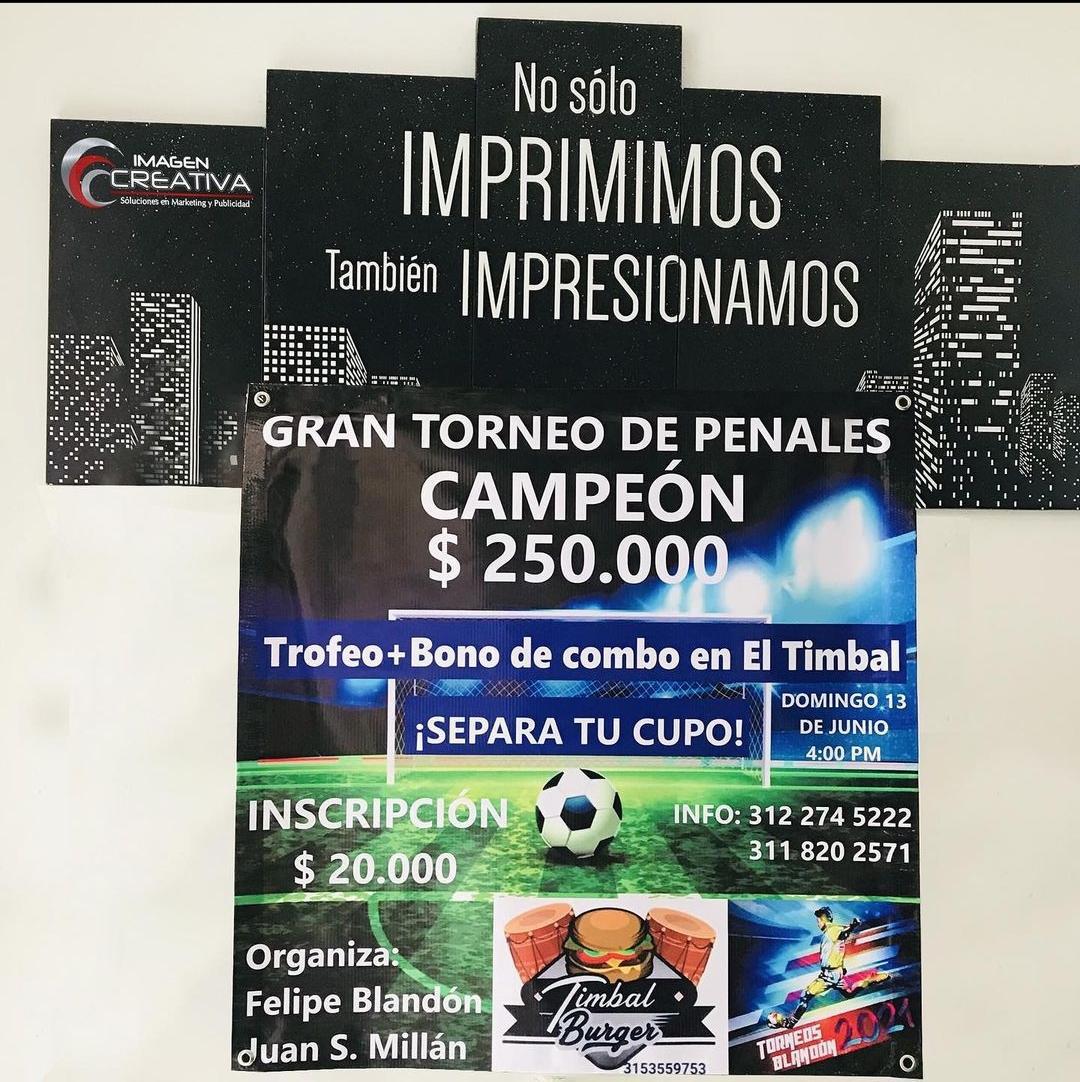 No sólo
IMPRIMIMOS
También IMPRESIONAMOS
IMAGEN
CREATIVA
Soluciones en Marketing y Publicidad
GRAN TORNEO DE PENALES
CAMPEÓN
$ 250.000
Trofeo+Bono de combo en El Timbal
¡SEPARA TU CUPO!
DOMINGO 13
DE JUNIO
4:00 PM
INSCRIPCIÓN
$ 20.000
INFO: 312 274 5222
311 820 2571
Organiza:
Felipe Blandón
Juan S. Millán
Timbal
Burger
3153559753
TORNEOS
BLANDON
2021